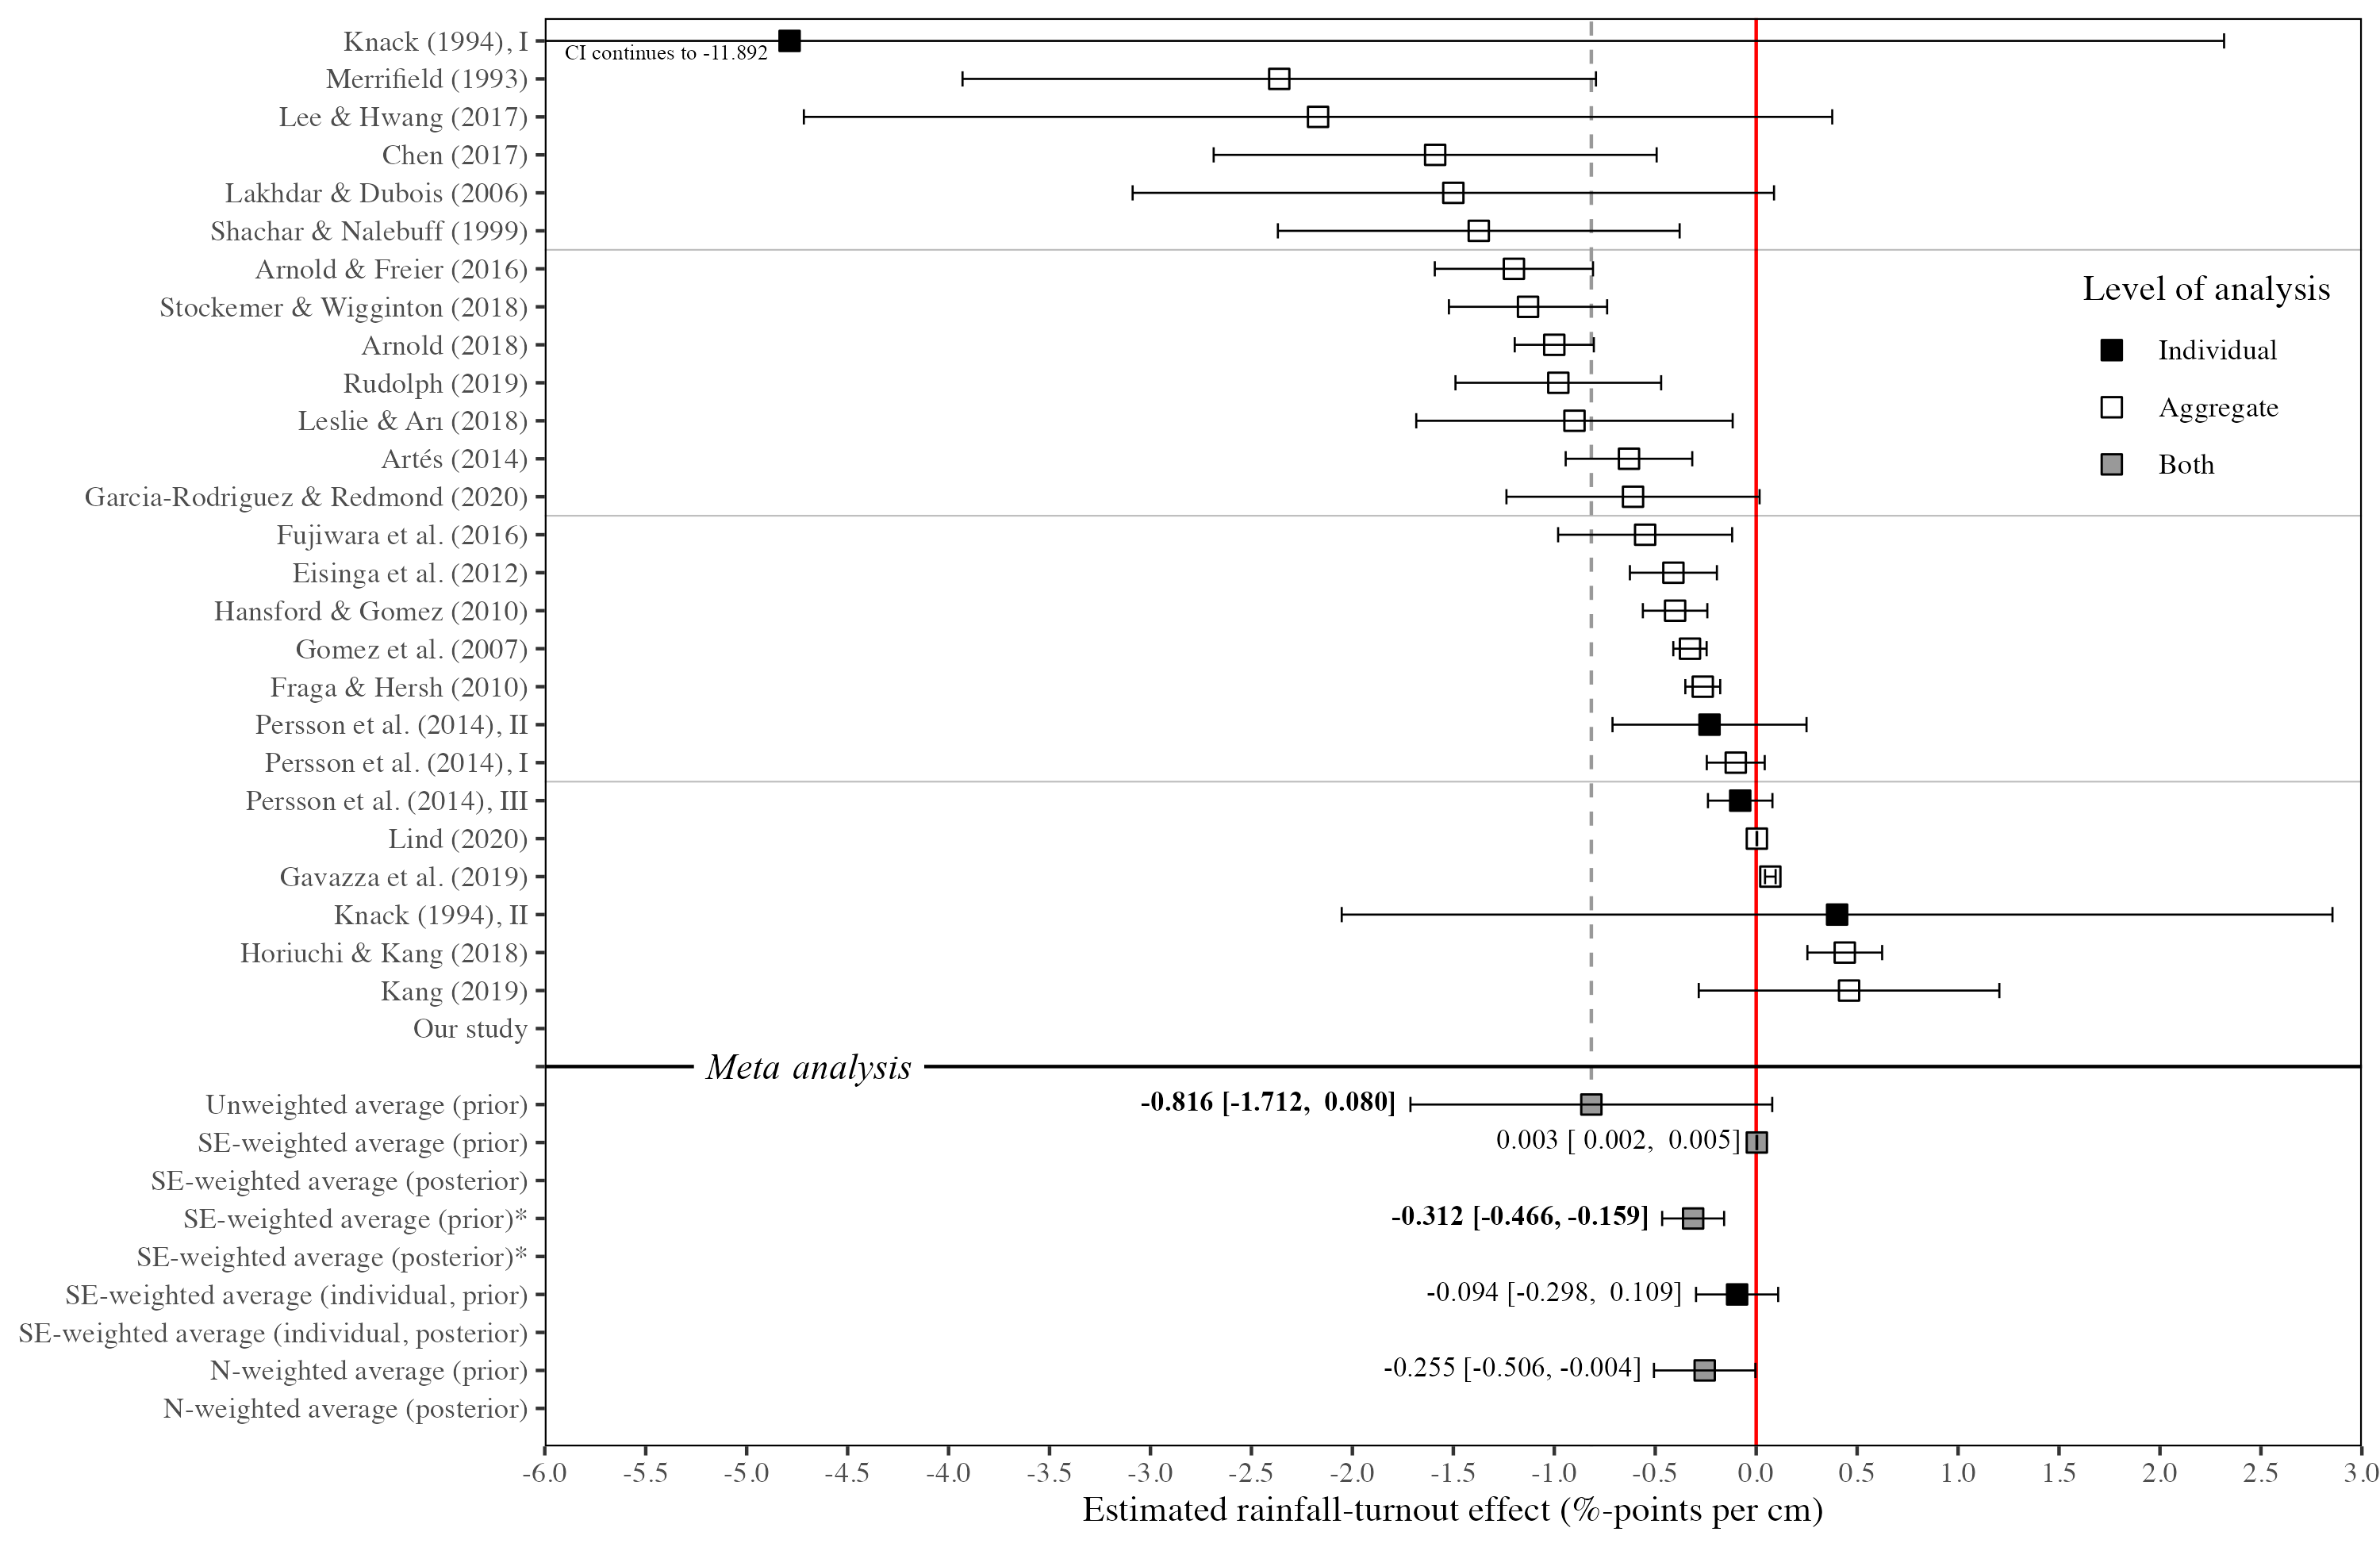 Knack (1994), I
CI continues to -11.892
Merrifield (1993)
Lee & Hwang (2017)
Chen (2017)
Lakhdar & Dubois (2006)
Shachar & Nalebuff (1999)
Arnold & Freier (2016)
Stockemer & Wigginton (2018)
Arnold (2018)
Rudolph (2019)
Leslie & Arı (2018)
Artés (2014)
Garcia-Rodriguez & Redmond (2020)
Fujiwara et al. (2016)
Eisinga et al. (2012)
Hansford & Gomez (2010)
Gomez et al. (2007)
Fraga & Hersh (2010)
Persson et al. (2014), II
Persson et al. (2014), I
Persson et al. (2014), III
Lind (2020)
Gavazza et al. (2019)
Knack (1994), II
Horiuchi & Kang (2018)
Kang (2019)
Our study
Level of analysis
Individual
Aggregate
Both
Meta analysis
Unweighted average (prior) -0.816 [-1.712, 0.080]
SE-weighted average (prior) 0.003 [ 0.002, 0.005]
SE-weighted average (posterior)
SE-weighted average (prior)* -0.312 [-0.466, -0.159]
SE-weighted average (posterior)*
SE-weighted average (individual, prior) -0.094 [-0.298, 0.109]
SE-weighted average (individual, posterior)
N-weighted average (prior) -0.255 [-0.506, -0.004]
N-weighted average (posterior)
-6.0 -5.5 -5.0 -4.5 -4.0 -3.5 -3.0 -2.5 -2.0 -1.5 -1.0 -0.5 0.0 0.5 1.0 1.5 2.0 2.5 3.0
Estimated rainfall-turnout effect (%-points per cm)